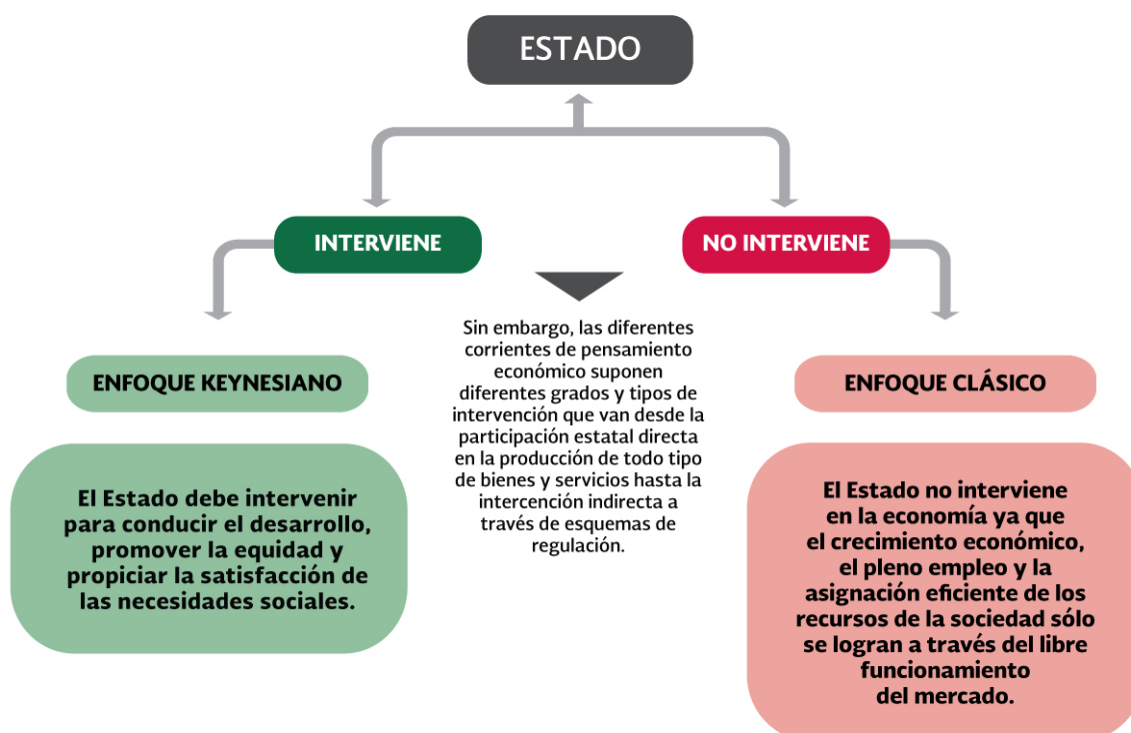 ESTADO
INTERVIENE
NO INTERVIENE
Sin embargo, las diferentes
corrientes de pensamiento
económico suponen
diferentes grados y tipos de
intervención que van desde la
participación estatal directa
en la producción de todo tipo
de bienes y servicios hasta la
intercención indirecta a
través de esquemas de
regulación.
ENFOQUE KEYNESIANO
El Estado debe intervenir
para conducir el desarrollo,
promover la equidad y
propiciar la satisfacción de
las necesidades sociales.
ENFOQUE CLÁSICO
El Estado no interviene
en la economía ya que
el crecimiento económico,
el pleno empleo y la
asignación eficiente de los
recursos de la sociedad sólo
se logran a través del libre
funcionamiento
del mercado.